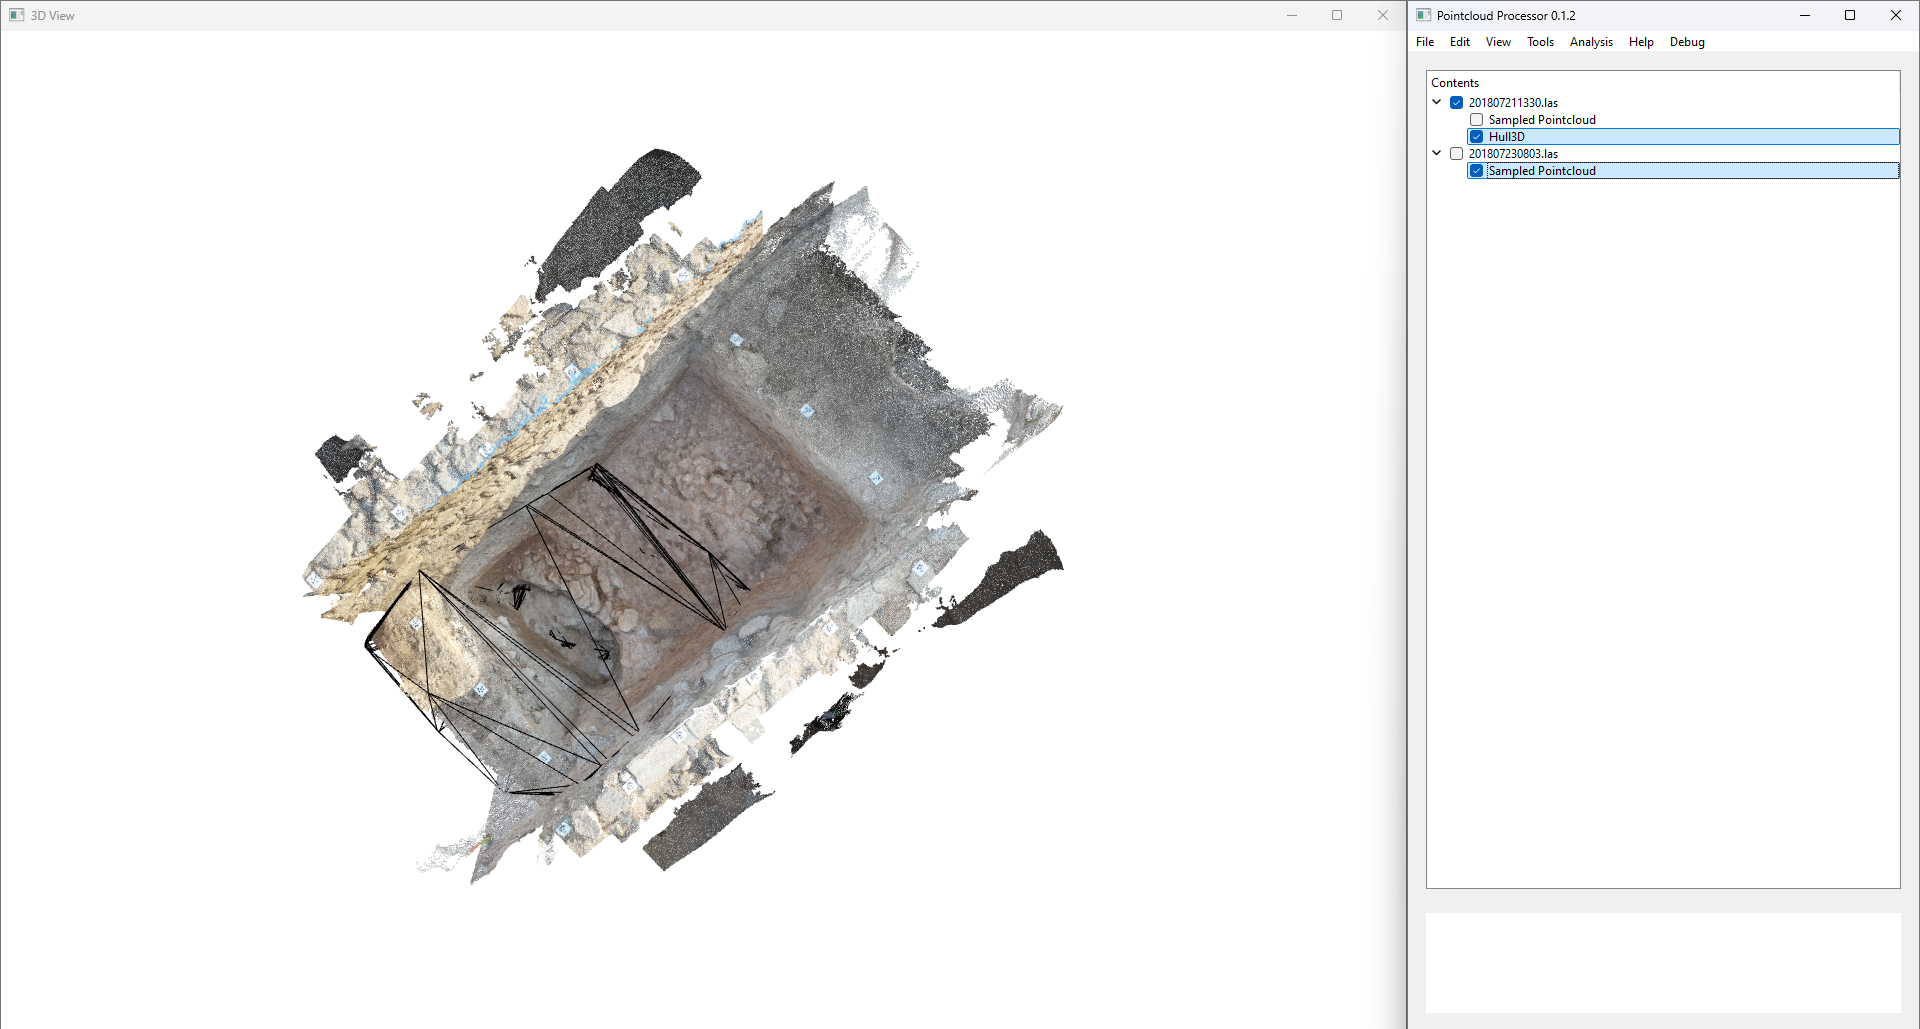 3D View
Pointcloud Processor 0.1.2
File Edit View Tools Analysis Help Debug
Contents
201807211330.las
Sampled Pointcloud
Hull3D
201807230803.las
Sampled Pointcloud